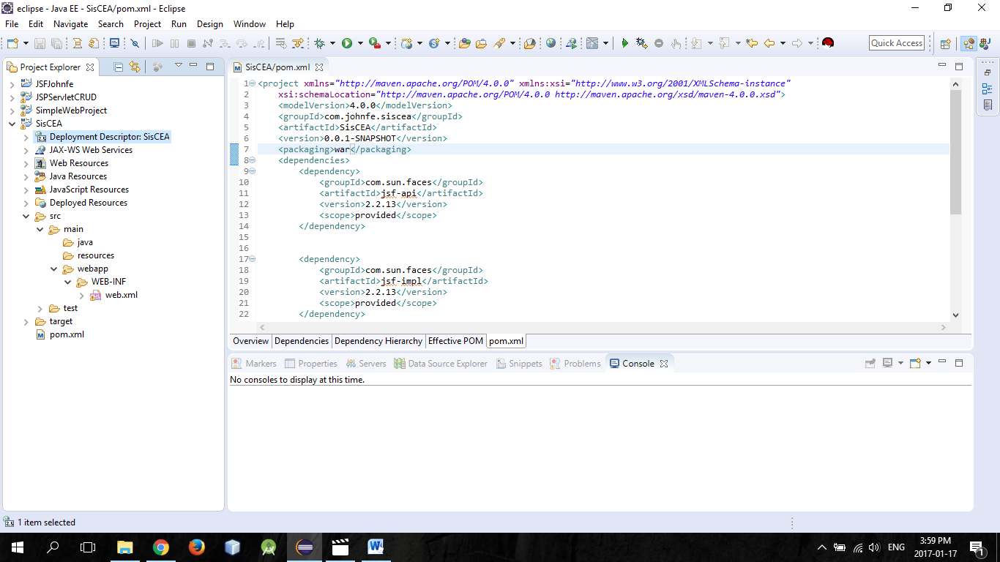 eclipse - Java EE - SisCEA/pom.xml - Eclipse
File Edit Navigate Search Project Run Design Window Help
Quick Access
Project Explorer
JSFJohnfe
JSPServletCRUD
SimpleWebProject
SisCEA
Deployment Descriptor: SisCEA
2.5
JAX-WS Web Services
Web Resources
Java Resources
JavaScript Resources
Deployed Resources
src
main
java
resources
webapp
WEB-INF
web.xml
test
target
pom.xml
SisCEA/pom.xml
1 <project xmlns="http://maven.apache.org/POM/4.0.0" xmlns:xsi="http://www.w3.org/2001/XMLSchema-instance"
2 xsi:schemaLocation="http://maven.apache.org/POM/4.0.0 http://maven.apache.org/xsd/maven-4.0.0.xsd">
3 <modelVersion>4.0.0</modelVersion>
4 <groupId>com.johnfe.siscea</groupId>
5 <artifactId>SisCEA</artifactId>
6 <version>0.0.1-SNAPSHOT</version>
7 <packaging>war</packaging>
8 <dependencies>
9 <dependency>
10 <groupId>com.sun.faces</groupId>
11 <artifactId>jsf-api</artifactId>
12 <version>2.2.13</version>
13 <scope>provided</scope>
14 </dependency>
15
16
17 <dependency>
18 <groupId>com.sun.faces</groupId>
19 <artifactId>jsf-impl</artifactId>
20 <version>2.2.13</version>
21 <scope>provided</scope>
22 </dependency>
Overview Dependencies Dependency Hierarchy Effective POM pom.xml
Markers Properties Servers Data Source Explorer Snippets Problems Console
No consoles to display at this time.
2.5 1 item selected
ENG
3:59 PM
2017-01-17
1